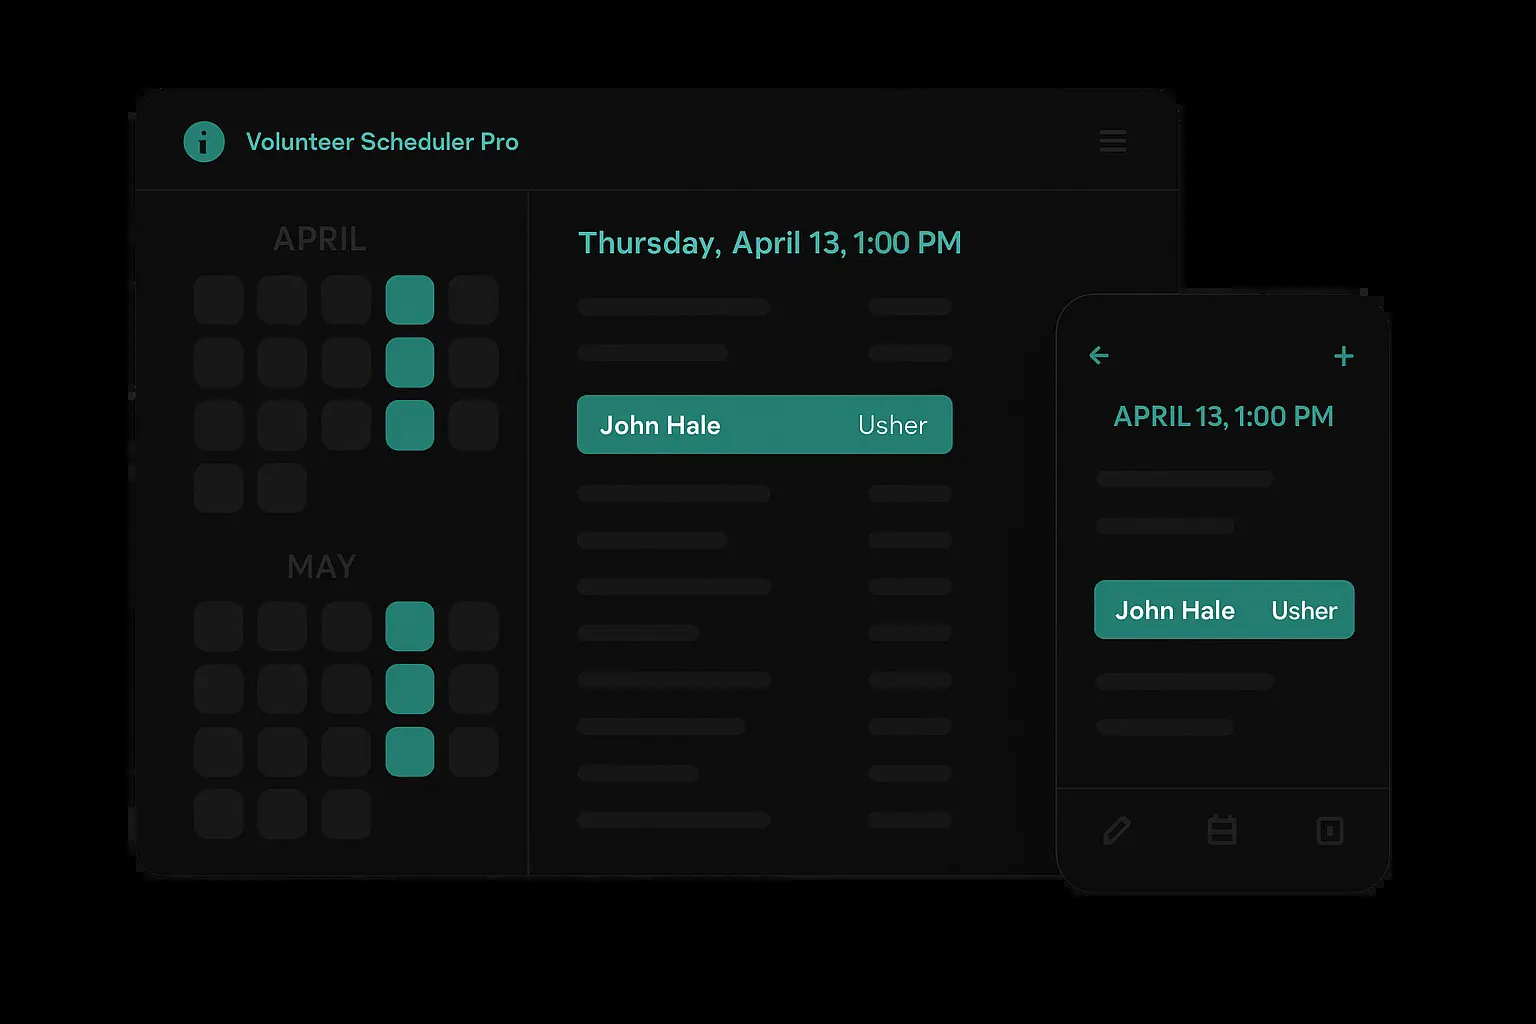 Volunteer Scheduler Pro
APRIL
MAY
Thursday, April 13, 1:00 PM
John Hale Usher
APRIL 13, 1:00 PM
John Hale Usher